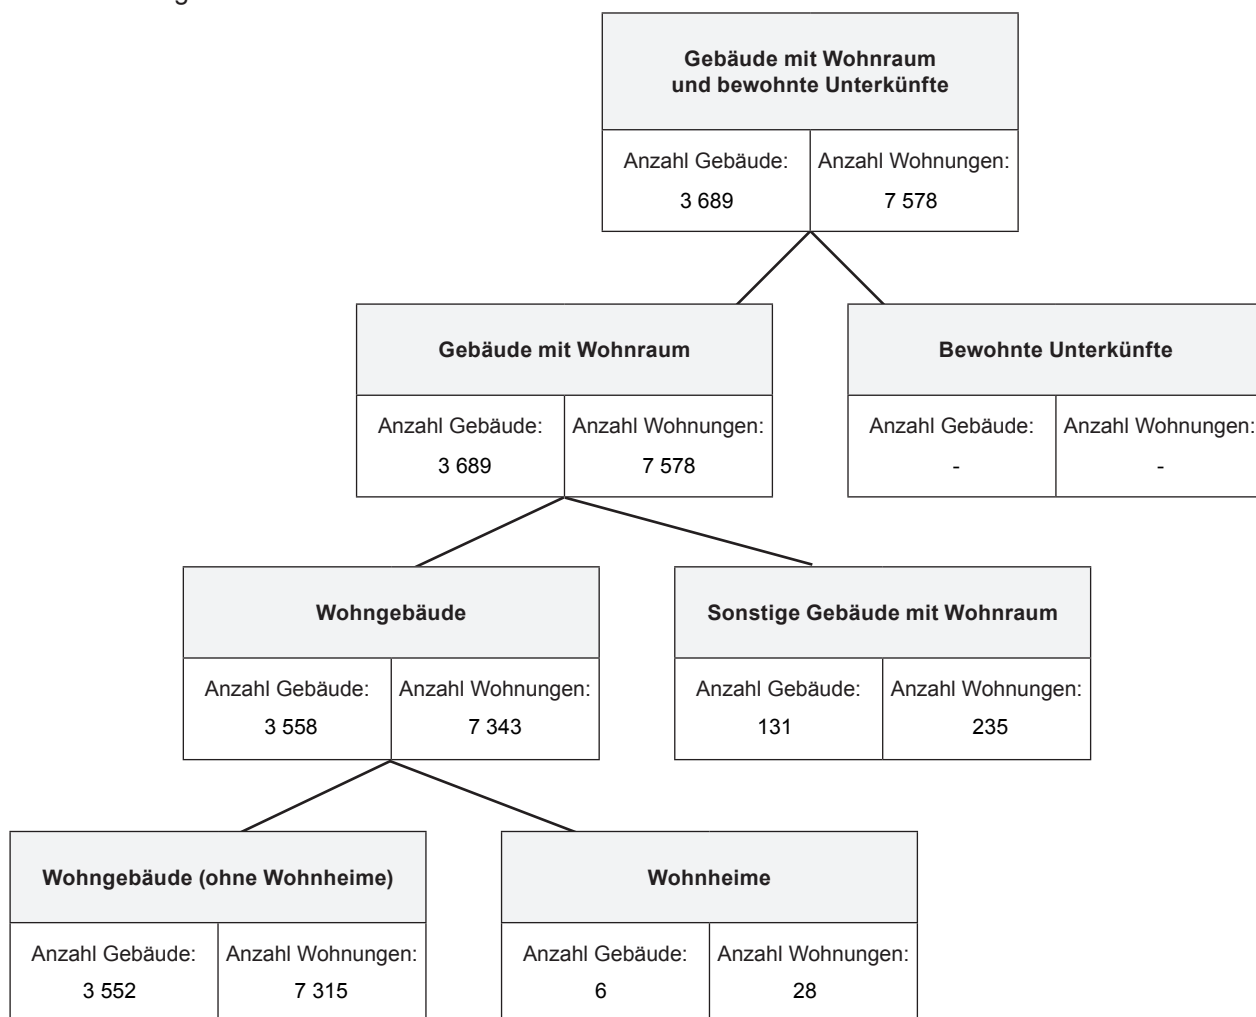 Gebäude mit Wohnraum
und bewohnte Unterkünfte
Anzahl Gebäude: Anzahl Wohnungen:
3 689 7 578
Gebäude mit Wohnraum Bewohnte Unterkünfte
Anzahl Gebäude: Anzahl Wohnungen: Anzahl Gebäude: Anzahl Wohnungen:
3 689 7 578 - -
Wohngebäude Sonstige Gebäude mit Wohnraum
Anzahl Gebäude: Anzahl Wohnungen: Anzahl Gebäude: Anzahl Wohnungen:
3 558 7 343 131 235
Wohngebäude (ohne Wohnheime) Wohnheime
Anzahl Gebäude: Anzahl Wohnungen: Anzahl Gebäude: Anzahl Wohnungen:
3 552 7 315 6 28